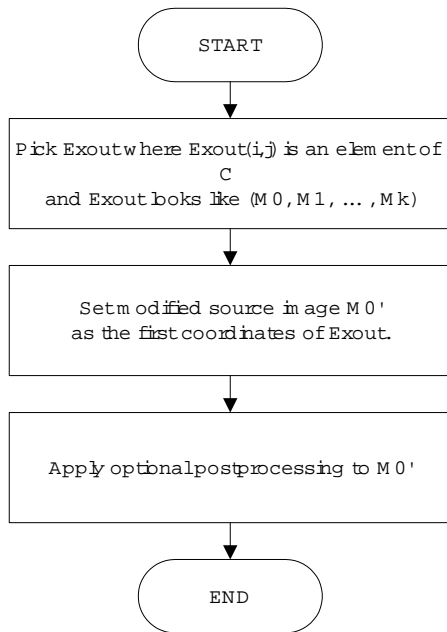 START
Pick Exout where Exout(i,j) is an element of
C
and Exout looks like (M0, M1, ... , Mk)
Set modified source image M0'
as the first coordinates of Exout.
Apply optional postprocessing to M0'
END